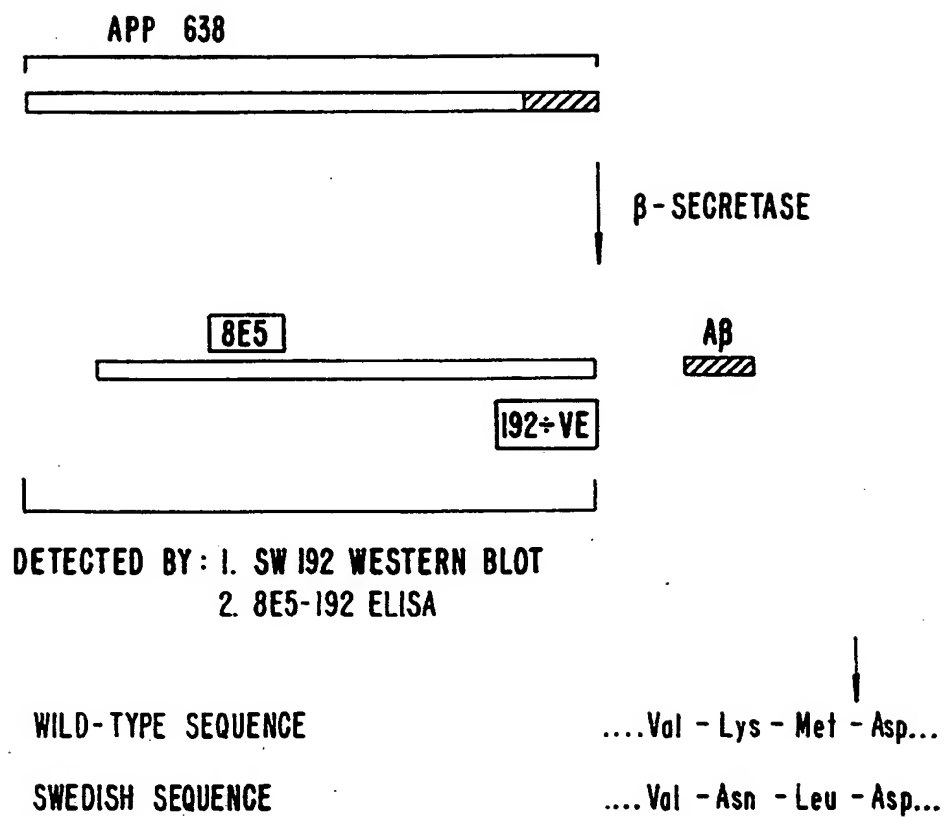 APP 638
β-SECRETASE
8E5
Aβ
192÷VE
DETECTED BY: 1. SW 192 WESTERN BLOT
2. 8E5-192 ELISA
WILD-TYPE SEQUENCE ....Val - Lys - Met - Asp...
SWEDISH SEQUENCE ....Val - Asn - Leu - Asp...